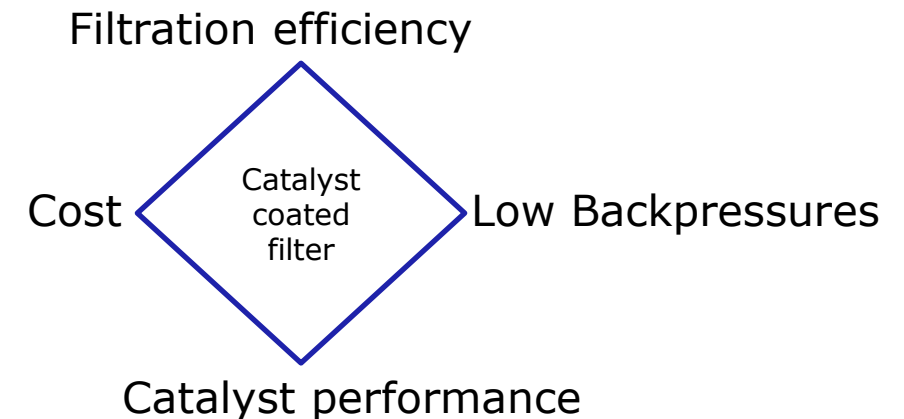 Filtration efficiency
Cost
Catalyst
coated
filter
Low Backpressures
Catalyst performance